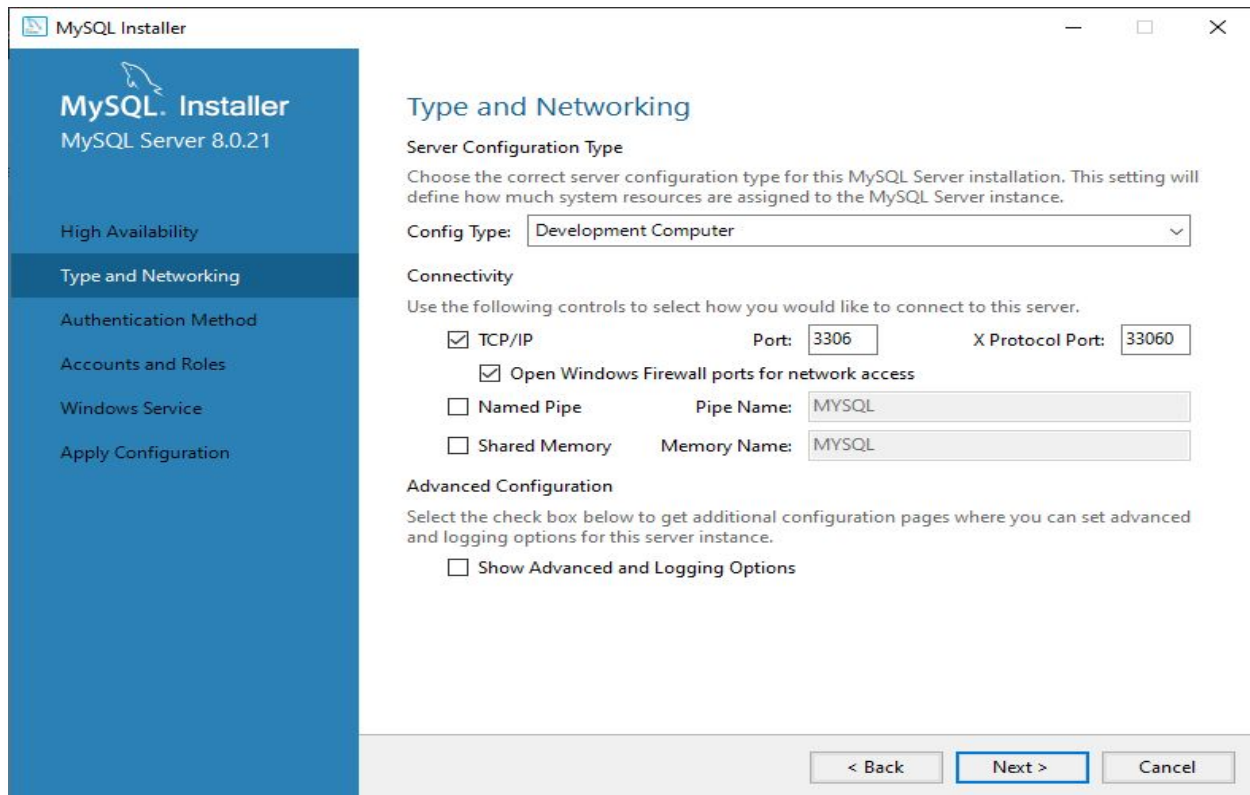 MySQL Installer
MySQL. Installer
MySQL Server 8.0.21
High Availability
Type and Networking
Authentication Method
Accounts and Roles
Windows Service
Apply Configuration
Type and Networking
Server Configuration Type
Choose the correct server configuration type for this MySQL Server installation. This setting will
define how much system resources are assigned to the MySQL Server instance.
Config Type: Development Computer
Connectivity
Use the following controls to select how you would like to connect to this server.
TCP/IP Port: 3306 X Protocol Port: 33060
Open Windows Firewall ports for network access
Named Pipe Pipe Name: MYSQL
Shared Memory Memory Name: MYSQL
Advanced Configuration
Select the check box below to get additional configuration pages where you can set advanced
and logging options for this server instance.
Show Advanced and Logging Options
< Back Next > Cancel